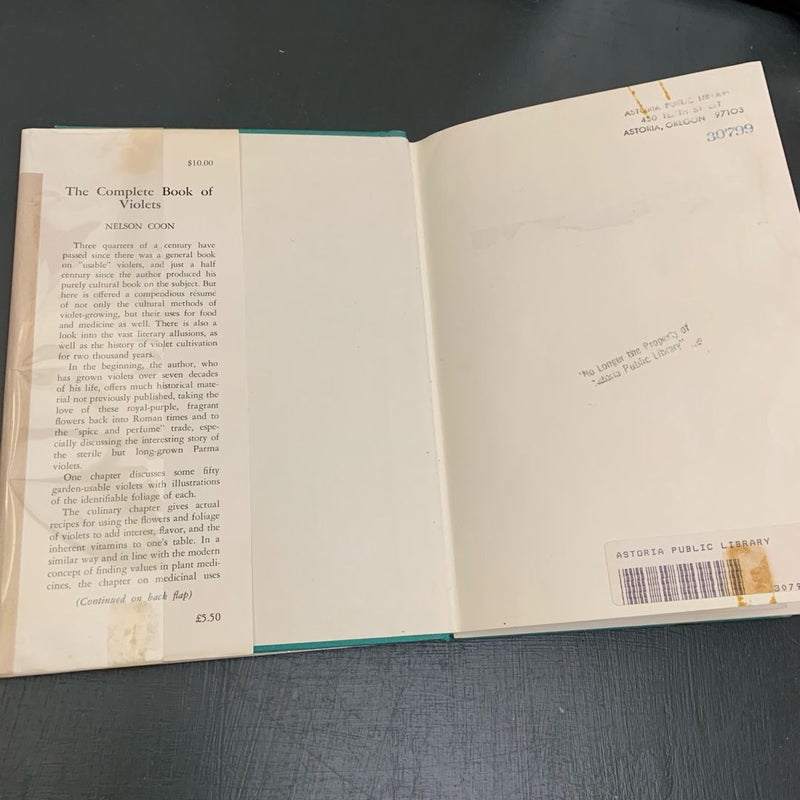 $10.00
The Complete Book of
Violets
NELSON COON
Three quarters of a century have
passed since there was a general book
on "usable" violets, and just a half
century since the author produced his
purely cultural book on the subject. But
here is offered a compendious résumé
of not only the cultural methods of
violet-growing, but their uses for food
and medicine as well. There is also a
look into the vast literary allusions, as
well as the history of violet cultivation
for two thousand years.
In the beginning, the author, who
has grown violets over seven decades
of his life, offers much historical mate-
rial not previously published, taking the
love of these royal-purple, fragrant
flowers back into Roman times and to
the "spice and perfume" trade, espe-
cially discussing the interesting story of
the sterile but long-grown Parma
violets.
One chapter discusses some fifty
garden-usable violets with illustrations
of the identifiable foliage of each.
The culinary chapter gives actual
recipes for using the flowers and foliage
of violets to add interest, flavor, and the
inherent vitamins to one's table. In a
similar way and in line with the modern
concept of finding values in plant medi-
cines, the chapter on medicinal uses
(Continued on back flap)
£5.50
ASTORIA PUBLIC LIBRARY
450 TENTH STREET
ASTORIA, OREGON 97103
30799
"No Longer the Property of
Astoria Public Library"
ASTORIA PUBLIC LIBRARY
3079